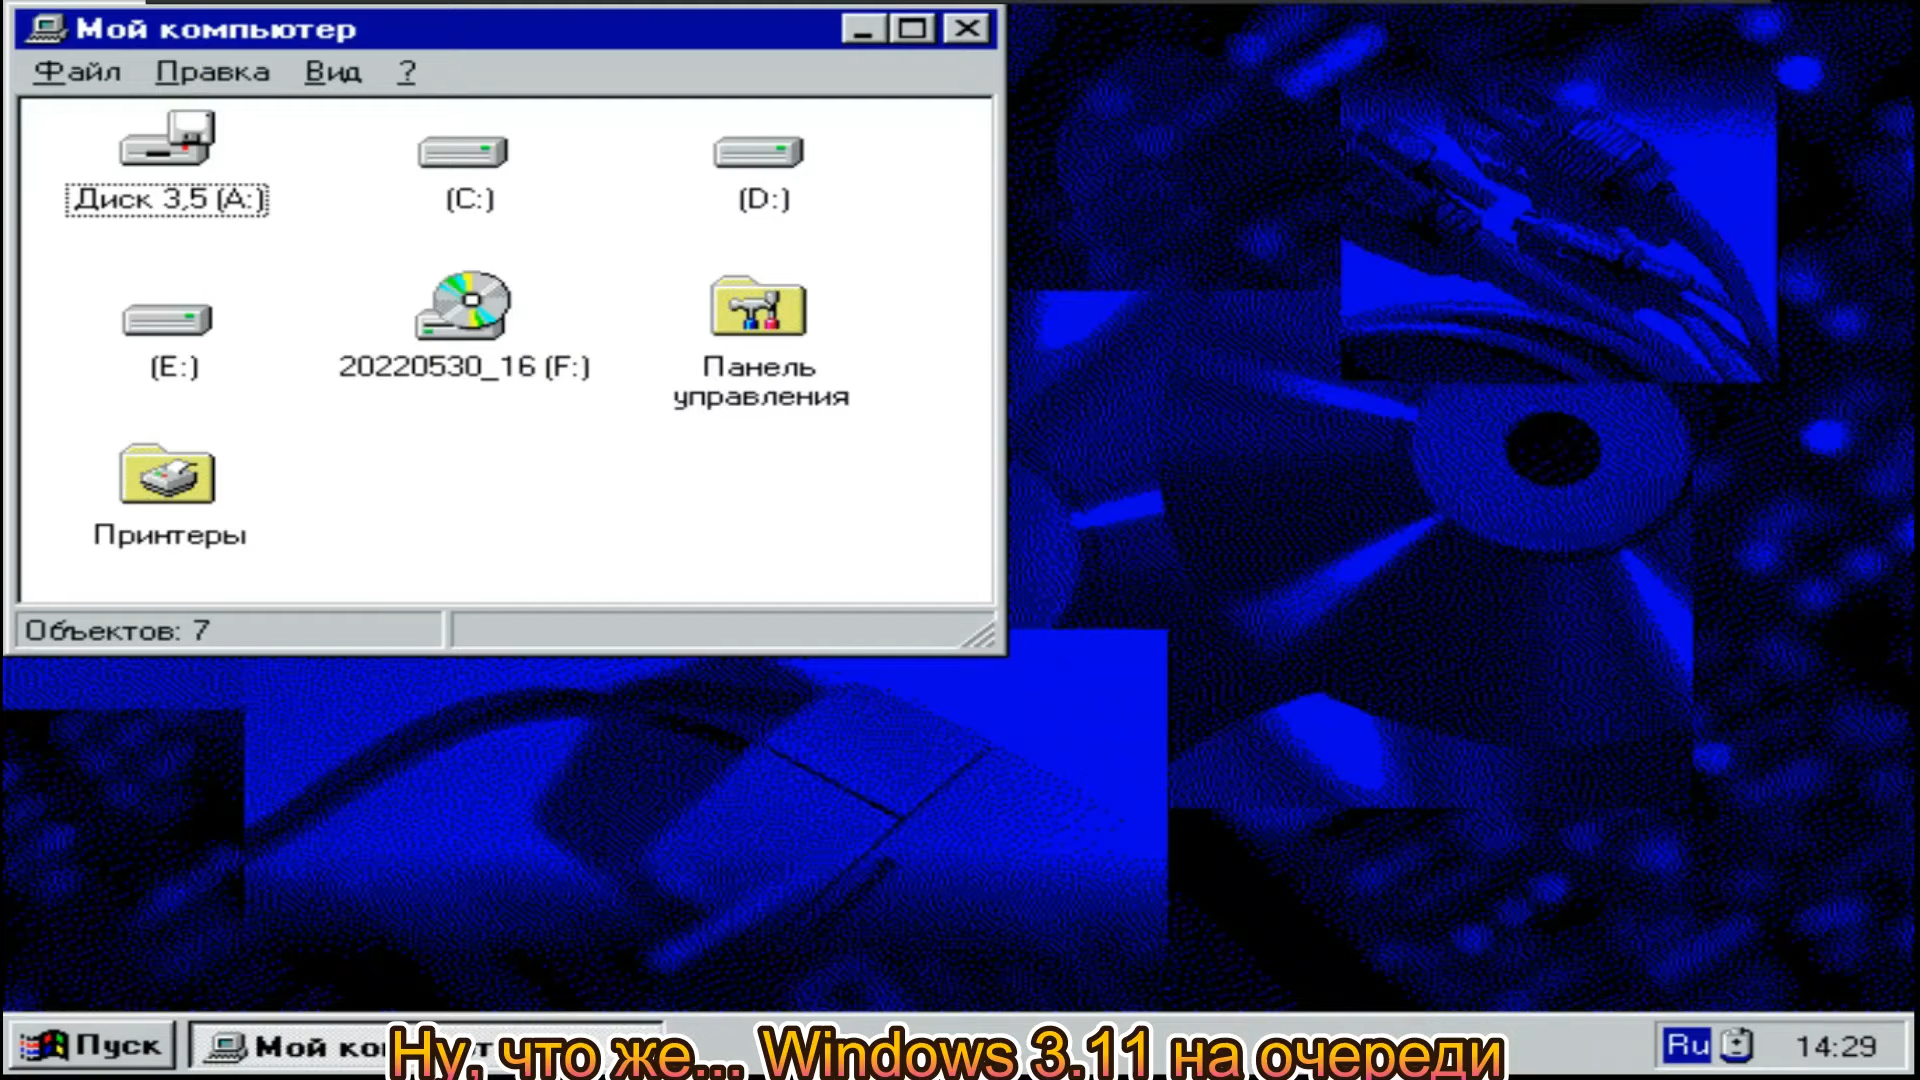 Мой компьютер
Файл Правка Вид ?
Диск 3,5 (A:) (C:) (D:)
(E:) 20220530_16 (F:) Панель
управления
Принтеры
Объектов: 7
Пуск Мой ко Ru 14:29
Ну, что же... Windows 3.11 на очереди